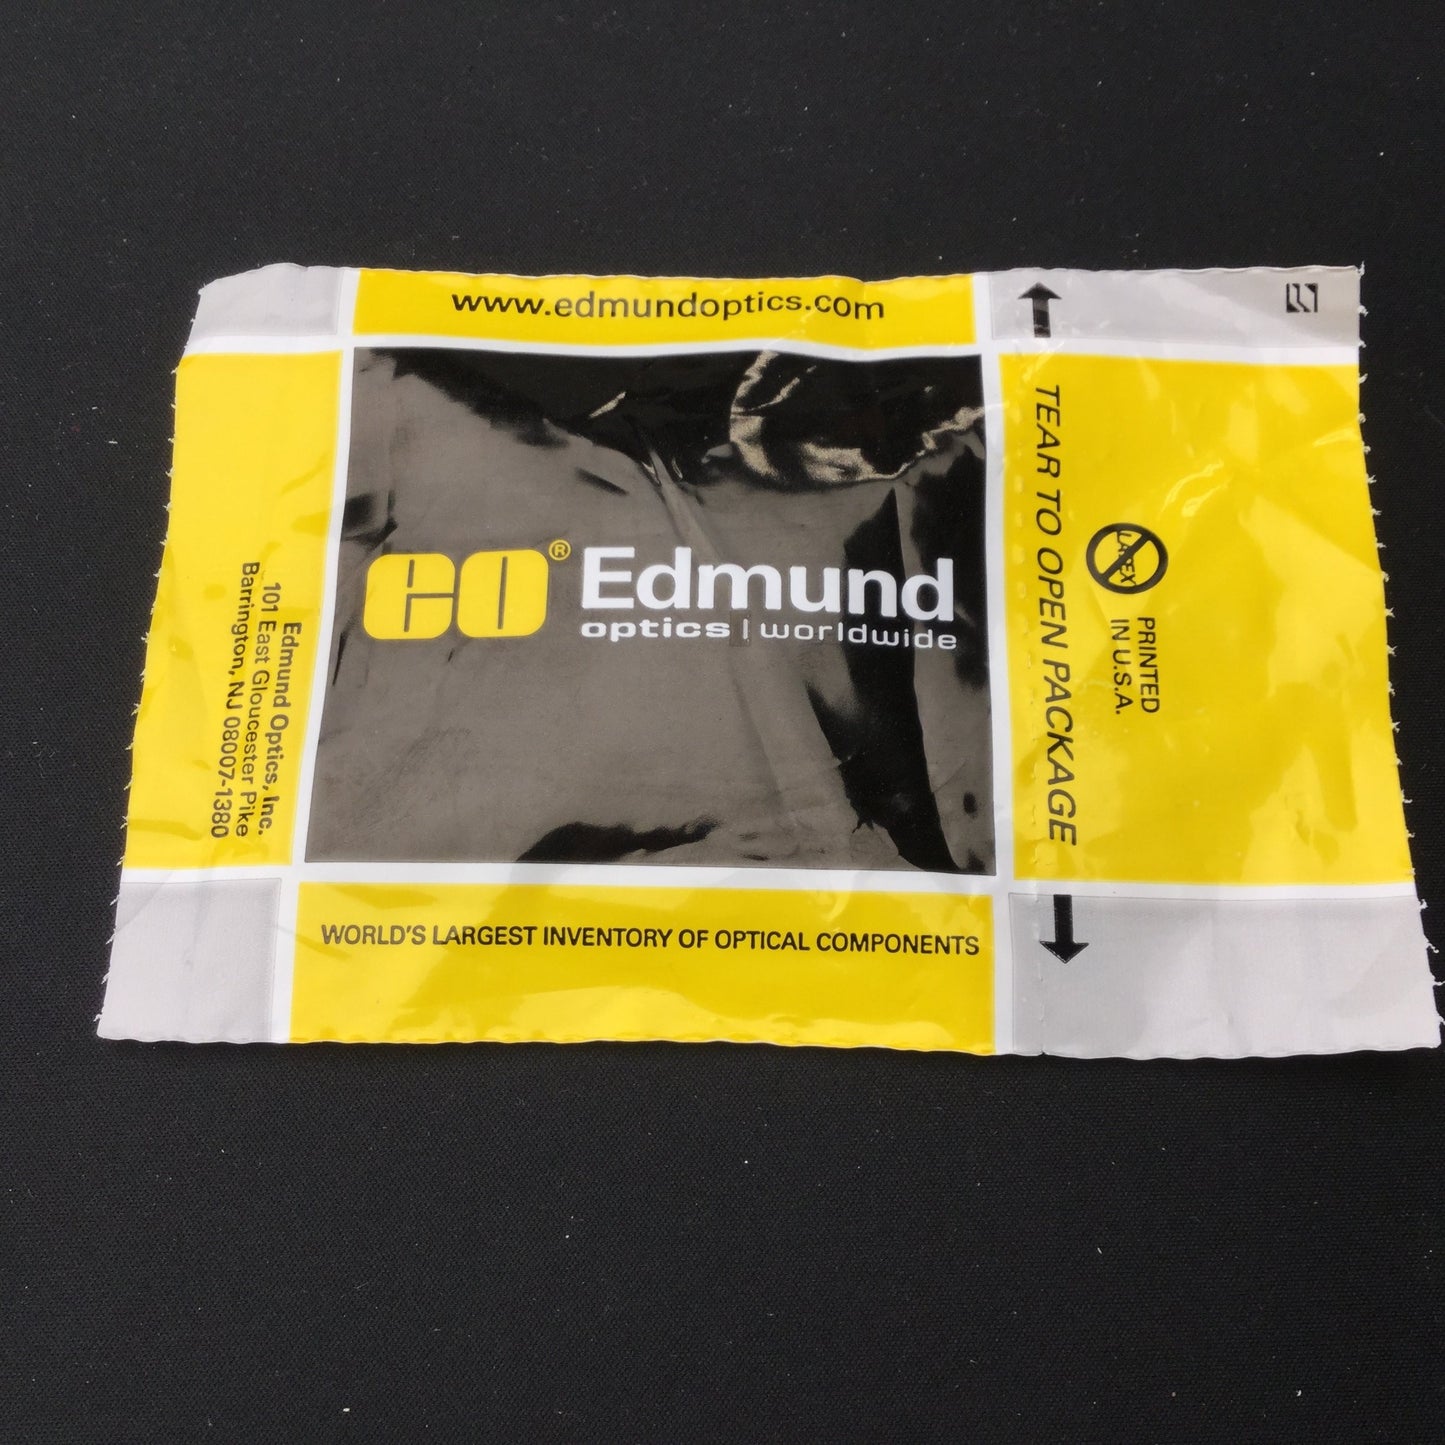 www.edmundoptics.com
EO®
Edmund
optics | worldwide
Edmund Optics, Inc.
101 East Gloucester Pike
Barrington, NJ 08007-1380
TEAR TO OPEN PACKAGE
LATEX
PRINTED
IN U.S.A.
WORLD'S LARGEST INVENTORY OF OPTICAL COMPONENTS